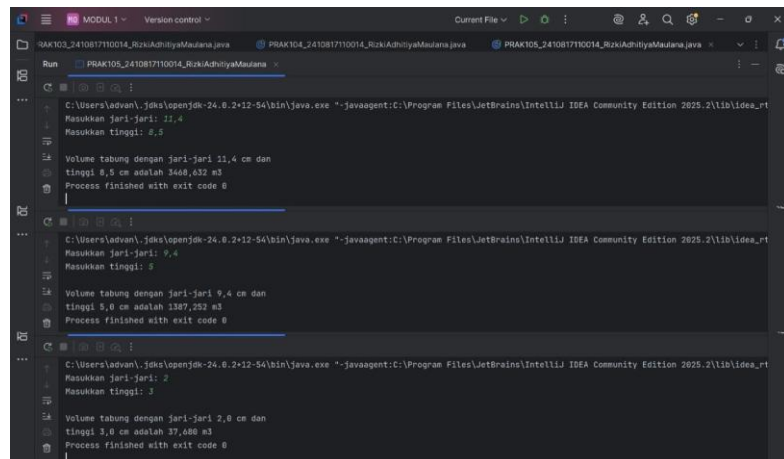 MO MODUL 1 Version control Current File
RAK103_2410817110014_RizkiAdhitiyaMaulana.java PRAK104_2410817110014_RizkiAdhitiyaMaulana.java PRAK105_2410817110014_RizkiAdhitiyaMaulana.java
Run PRAK105_2410817110014_RizkiAdhitiyaMaulana
C:\Users\advan\.jdks\openjdk-24.0.2+12-54\bin\java.exe "-javaagent:C:\Program Files\JetBrains\IntelliJ IDEA Community Edition 2025.2\lib\idea_rt
Masukkan jari-jari: 11,4
Masukkan tinggi: 8,5
Volume tabung dengan jari-jari 11,4 cm dan
tinggi 8,5 cm adalah 3468,632 m3
Process finished with exit code 0
C:\Users\advan\.jdks\openjdk-24.0.2+12-54\bin\java.exe "-javaagent:C:\Program Files\JetBrains\IntelliJ IDEA Community Edition 2025.2\lib\idea_rt
Masukkan jari-jari: 9,4
Masukkan tinggi: 5
Volume tabung dengan jari-jari 9,4 cm dan
tinggi 5,0 cm adalah 1387,252 m3
Process finished with exit code 0
C:\Users\advan\.jdks\openjdk-24.0.2+12-54\bin\java.exe "-javaagent:C:\Program Files\JetBrains\IntelliJ IDEA Community Edition 2025.2\lib\idea_rt
Masukkan jari-jari: 2
Masukkan tinggi: 3
Volume tabung dengan jari-jari 2,0 cm dan
tinggi 3,0 cm adalah 37,680 m3
Process finished with exit code 0